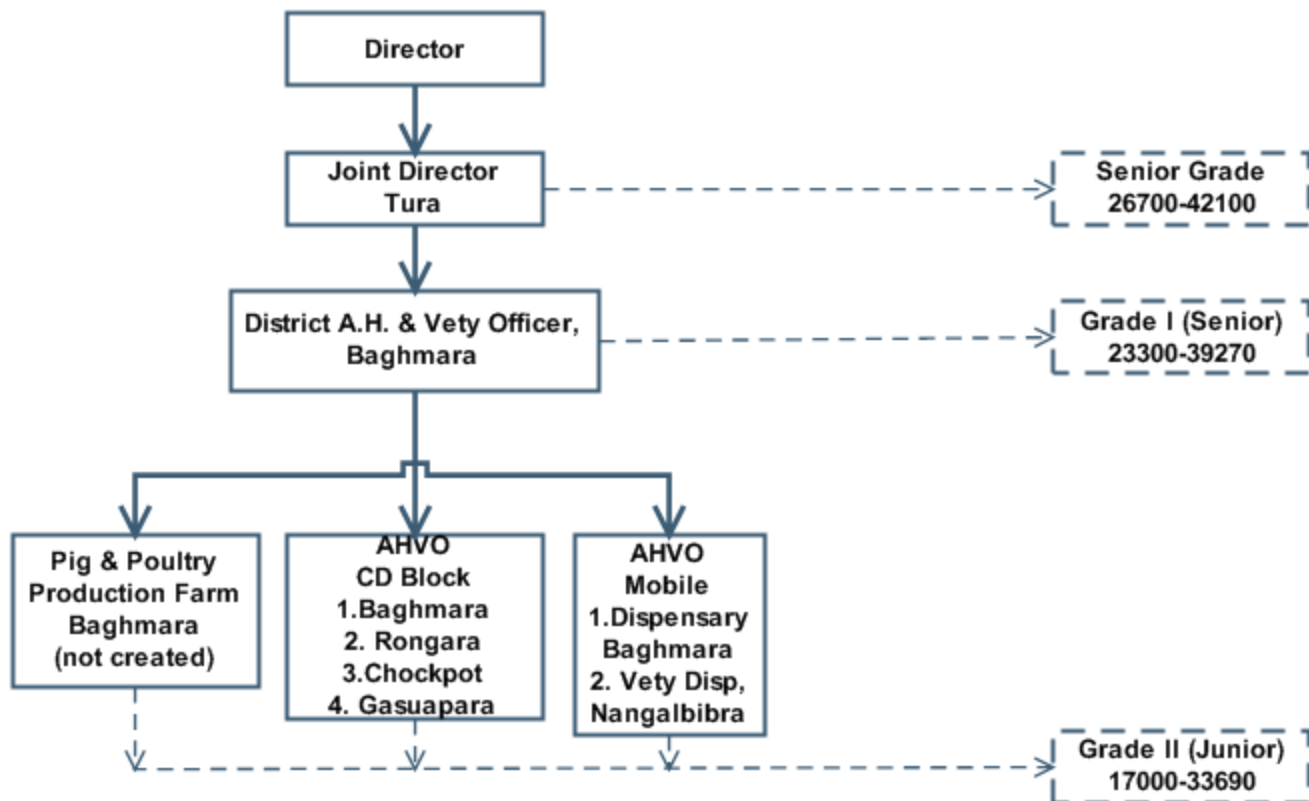 Director
Joint Director
Tura
Senior Grade
26700-42100
District A.H. & Vety Officer,
Baghmara
Grade I (Senior)
23300-39270
Pig & Poultry
Production Farm
Baghmara
(not created)
AHVO
CD Block
1.Baghmara
2. Rongara
3.Chockpot
4. Gasuapara
AHVO
Mobile
1.Dispensary
Baghmara
2. Vety Disp,
Nangalbibra
Grade II (Junior)
17000-33690